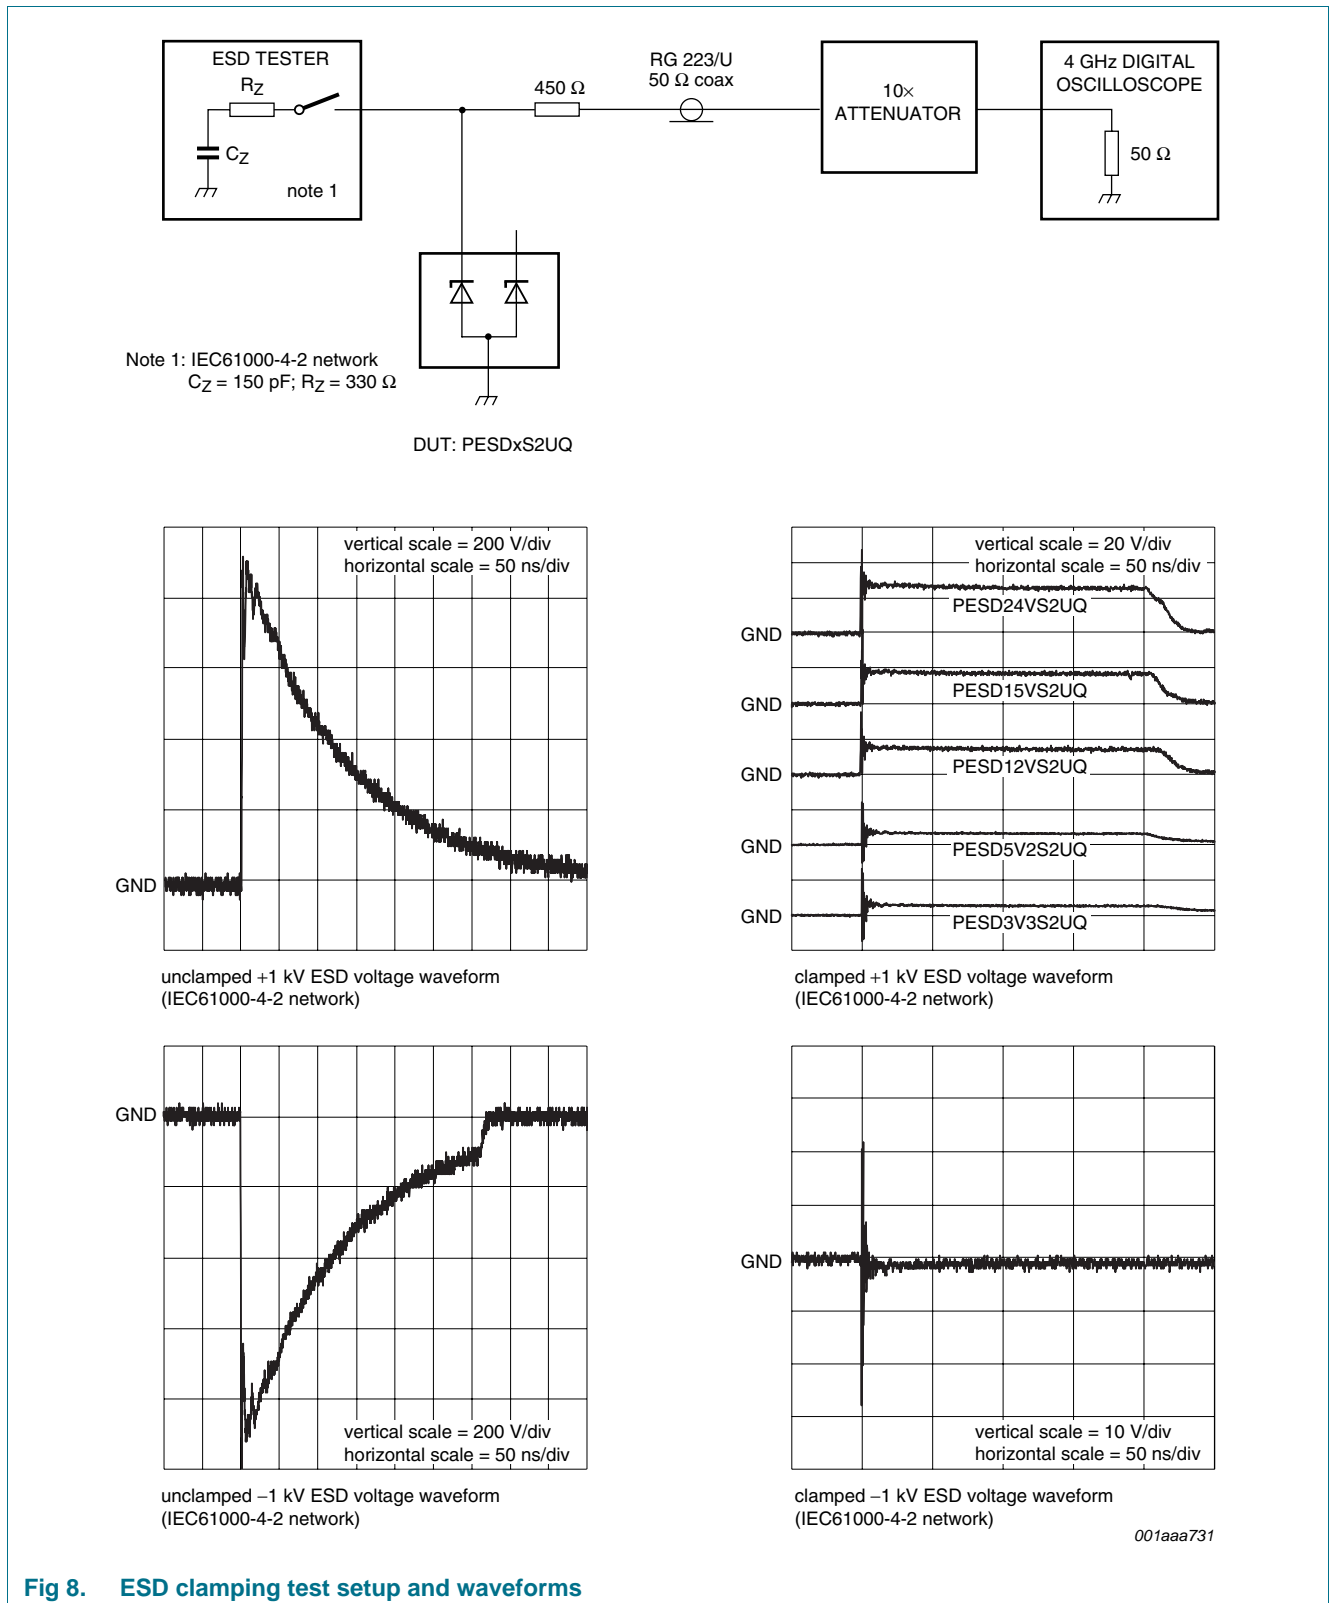 ESD TESTER
RZ
CZ
note 1
450 Ω
RG 223/U
50 Ω coax
10×
ATTENUATOR
4 GHz DIGITAL
OSCILLOSCOPE
50 Ω
Note 1: IEC61000-4-2 network
CZ = 150 pF; RZ = 330 Ω
DUT: PESDxS2UQ
vertical scale = 200 V/div
horizontal scale = 50 ns/div
GND
unclamped +1 kV ESD voltage waveform
(IEC61000-4-2 network)
vertical scale = 20 V/div
horizontal scale = 50 ns/div
PESD24VS2UQ
GND
PESD15VS2UQ
GND
PESD12VS2UQ
GND
PESD5V2S2UQ
GND
PESD3V3S2UQ
GND
clamped +1 kV ESD voltage waveform
(IEC61000-4-2 network)
GND
vertical scale = 200 V/div
horizontal scale = 50 ns/div
unclamped −1 kV ESD voltage waveform
(IEC61000-4-2 network)
GND
vertical scale = 10 V/div
horizontal scale = 50 ns/div
clamped −1 kV ESD voltage waveform
(IEC61000-4-2 network)
001aaa731
Fig 8. ESD clamping test setup and waveforms